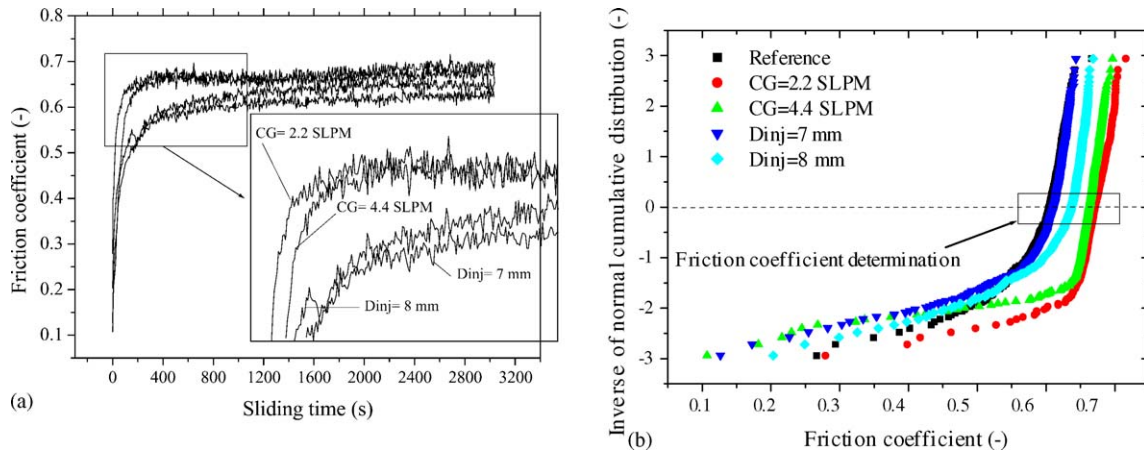 0.8
0.7
0.6
0.5
0.4
0.3
0.2
0.1
Friction coefficient (-)
CG= 2.2 SLPM
CG= 4.4 SLPM
Dinj= 7 mm
Dinj= 8 mm
0 400 800 1200 1600 2000 2400 2800 3200
Sliding time (s)
(a)
Inverse of normal cumulative distribution (-)
3
2
1
0
-1
-2
-3
Reference
CG=2.2 SLPM
CG=4.4 SLPM
Dinj=7 mm
Dinj=8 mm
Friction coefficient determination
0.1 0.2 0.3 0.4 0.5 0.6 0.7
Friction coefficient (-)
(b)